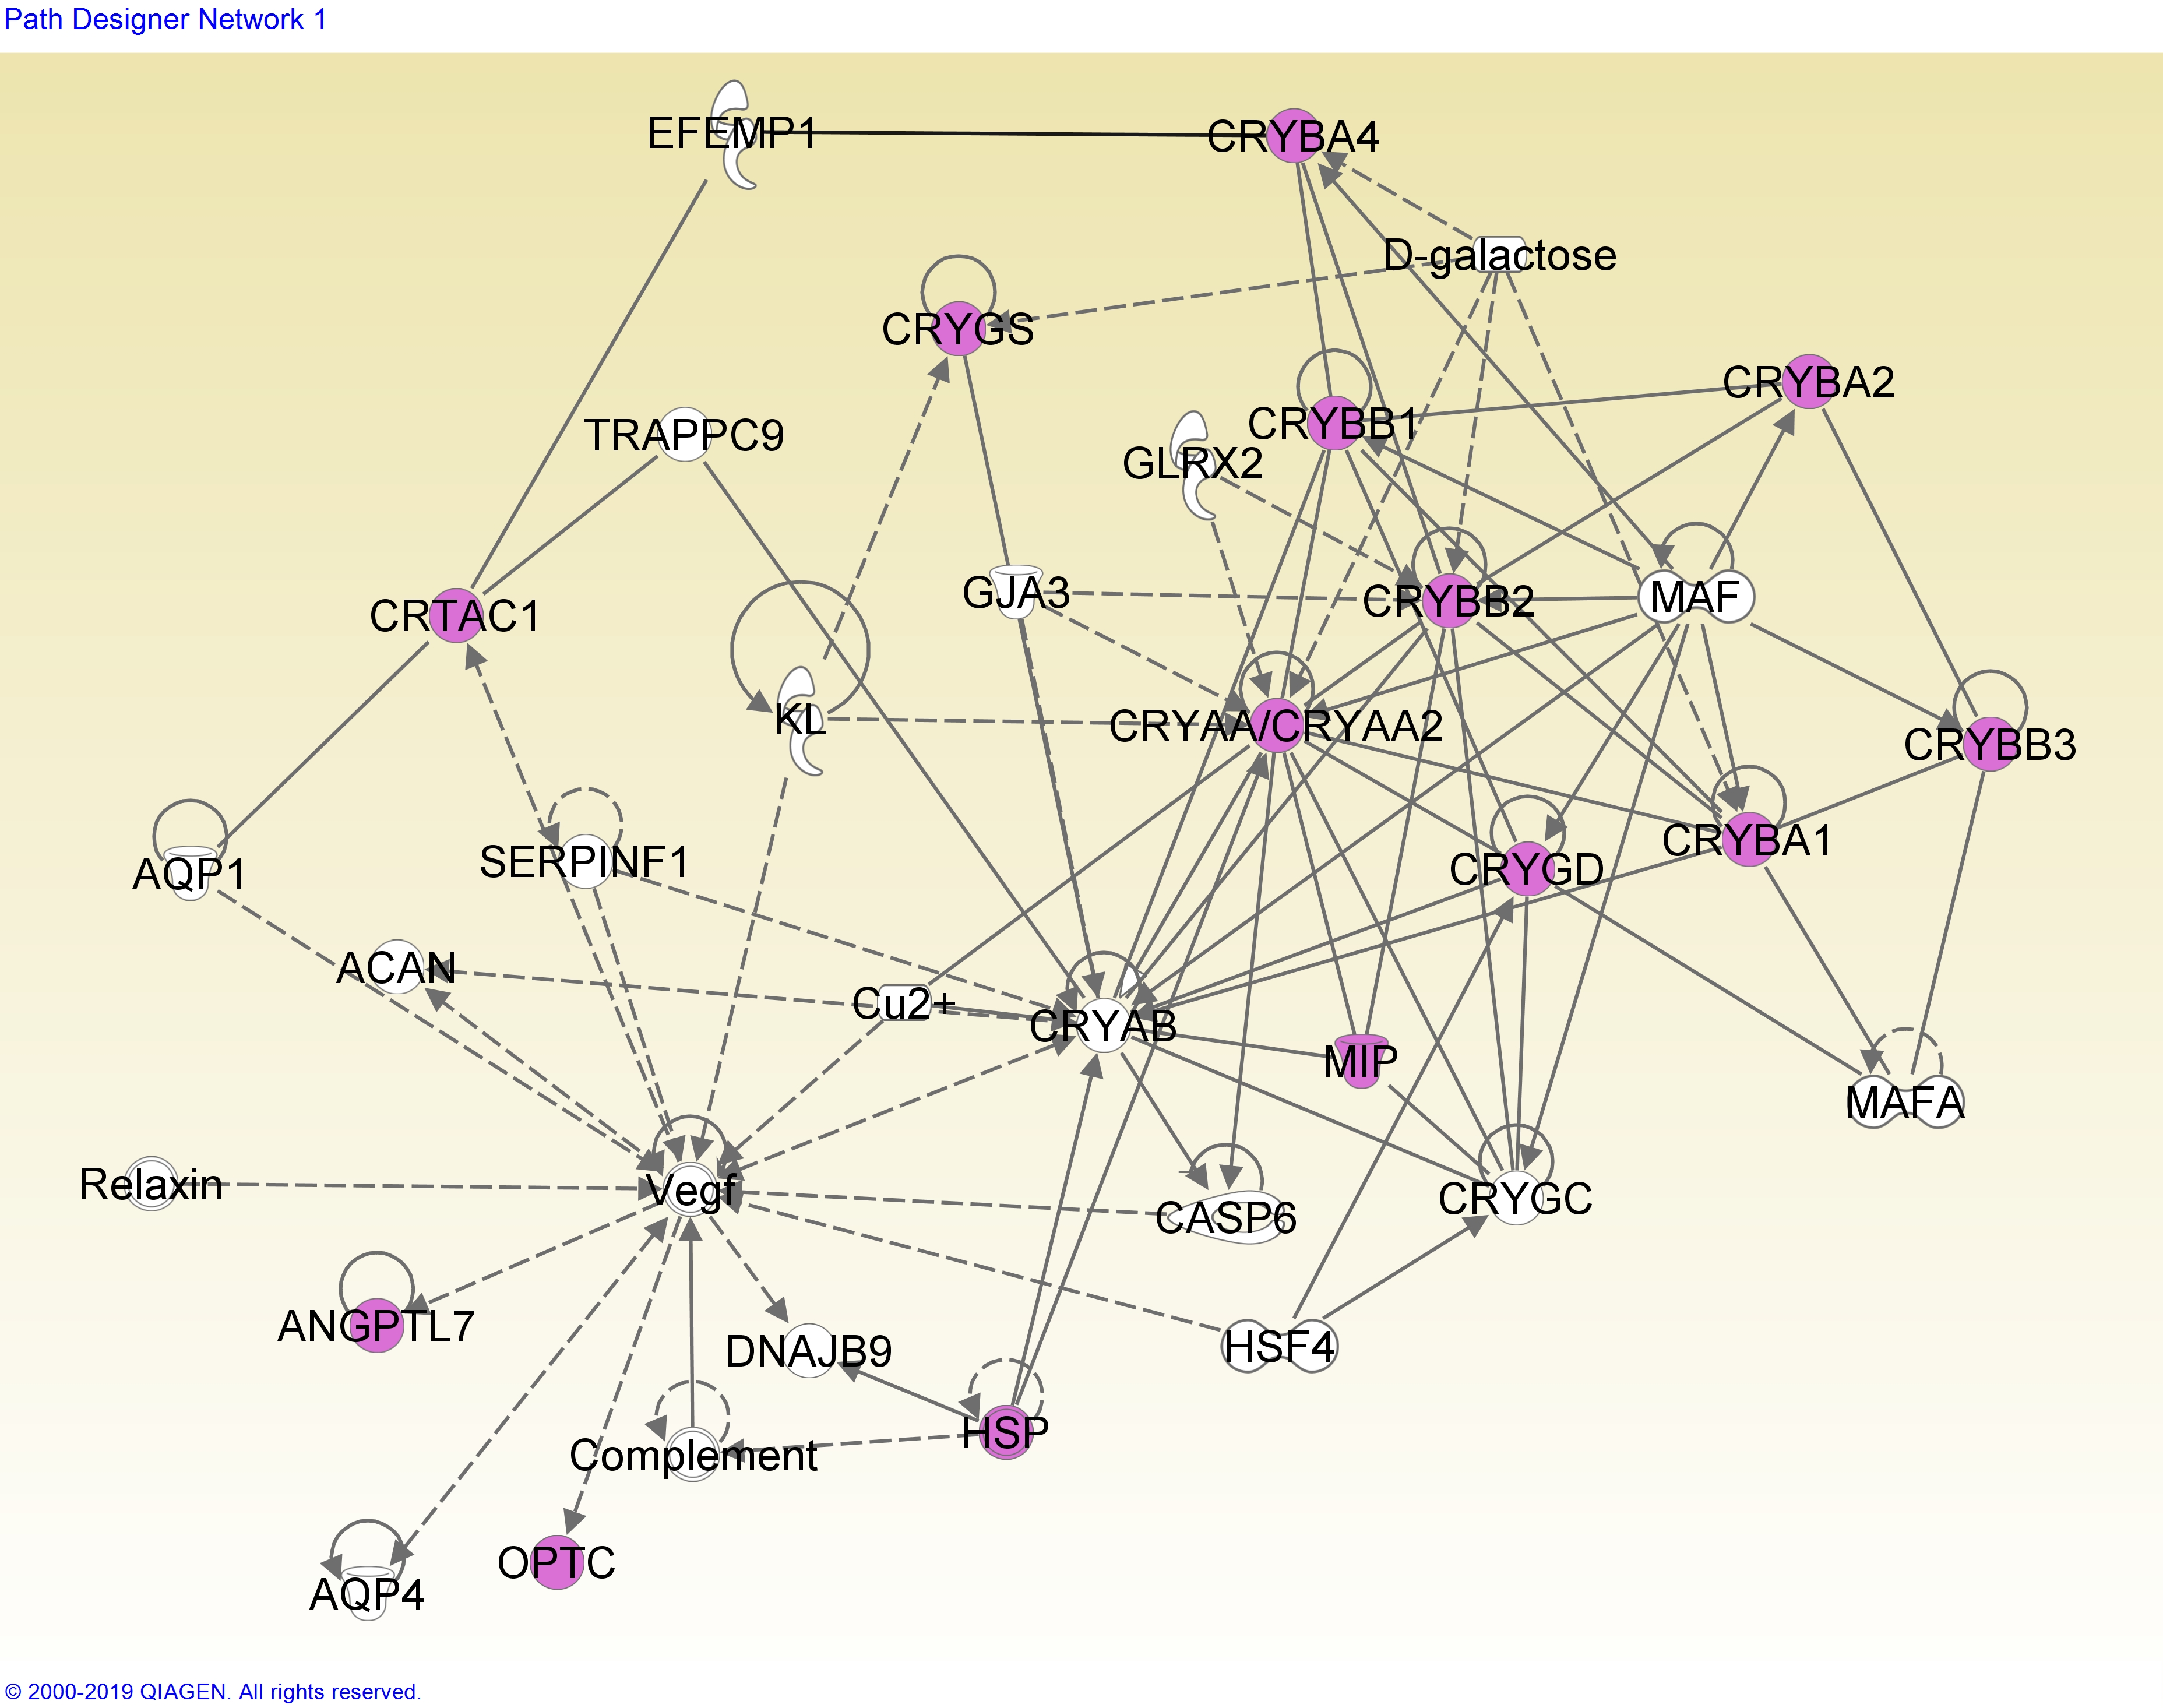 Path Designer Network 1
EFEMP1
CRYBA4
D-galactose
CRYGS
CRYBA2
CRYBB1
TRAPPC9
GLRX2
GJA3
CRYBB2
MAF
CRTAC1
KL
CRYAA/CRYAA2
CRYBB3
CRYBA1
SERPINF1
CRYGD
AQP1
ACAN
Cu2+
CRYAB
MIP
MAFA
Relaxin
Vegf
CRYGC
CASP6
ANGPTL7
HSF4
DNAJB9
HSP
Complement
OPTC
AQP4
© 2000-2019 QIAGEN. All rights reserved.